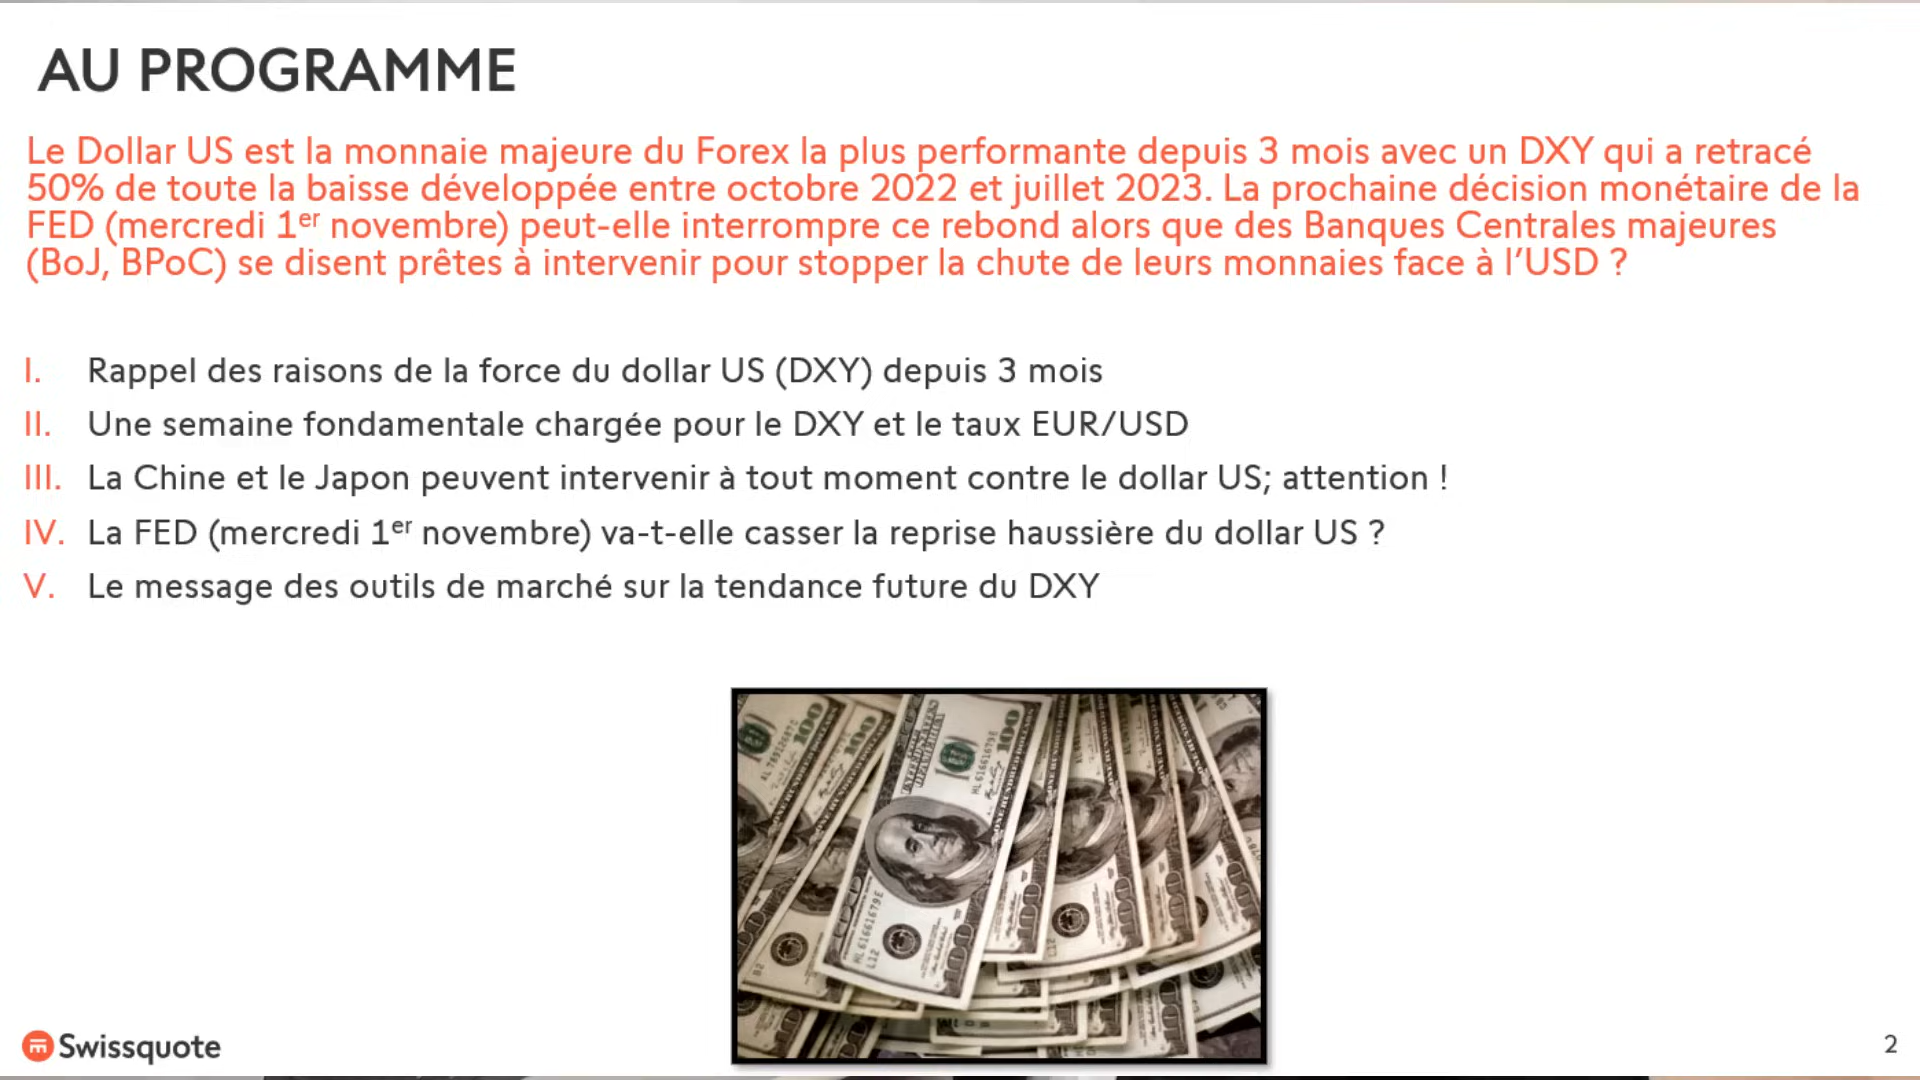 AU PROGRAMME
Le Dollar US est la monnaie majeure du Forex la plus performante depuis 3 mois avec un DXY qui a retracé
50% de toute la baisse développée entre octobre 2022 et juillet 2023. La prochaine décision monétaire de la
FED (mercredi 1er novembre) peut-elle interrompre ce rebond alors que des Banques Centrales majeures
(BoJ, BPoC) se disent prêtes à intervenir pour stopper la chute de leurs monnaies face à l’USD ?
I. Rappel des raisons de la force du dollar US (DXY) depuis 3 mois
II. Une semaine fondamentale chargée pour le DXY et le taux EUR/USD
III. La Chine et le Japon peuvent intervenir à tout moment contre le dollar US; attention !
IV. La FED (mercredi 1er novembre) va-t-elle casser la reprise haussière du dollar US ?
V. Le message des outils de marché sur la tendance future du DXY
100
HL61661679E
L12
100
Swissquote
2